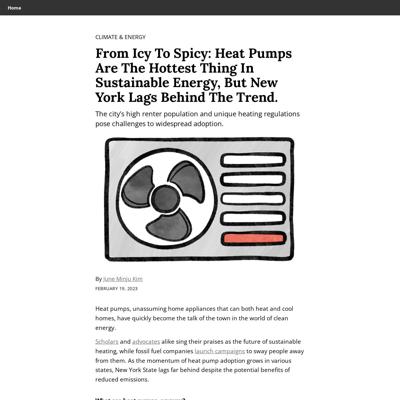 Home
CLIMATE & ENERGY
From Icy To Spicy: Heat Pumps
Are The Hottest Thing In
Sustainable Energy, But New
York Lags Behind The Trend.
The city's high renter population and unique heating regulations
pose challenges to widespread adoption.
By June Minju Kim
FEBRUARY 19, 2023
Heat pumps, unassuming home appliances that can both heat and cool
homes, have quickly become the talk of the town in the world of clean
energy.
Scholars and advocates alike sing their praises as the future of sustainable
heating, while fossil fuel companies launch campaigns to sway people away
from them. As the momentum of heat pump adoption grows in various
states, New York State lags far behind despite the potential benefits of
reduced emissions.